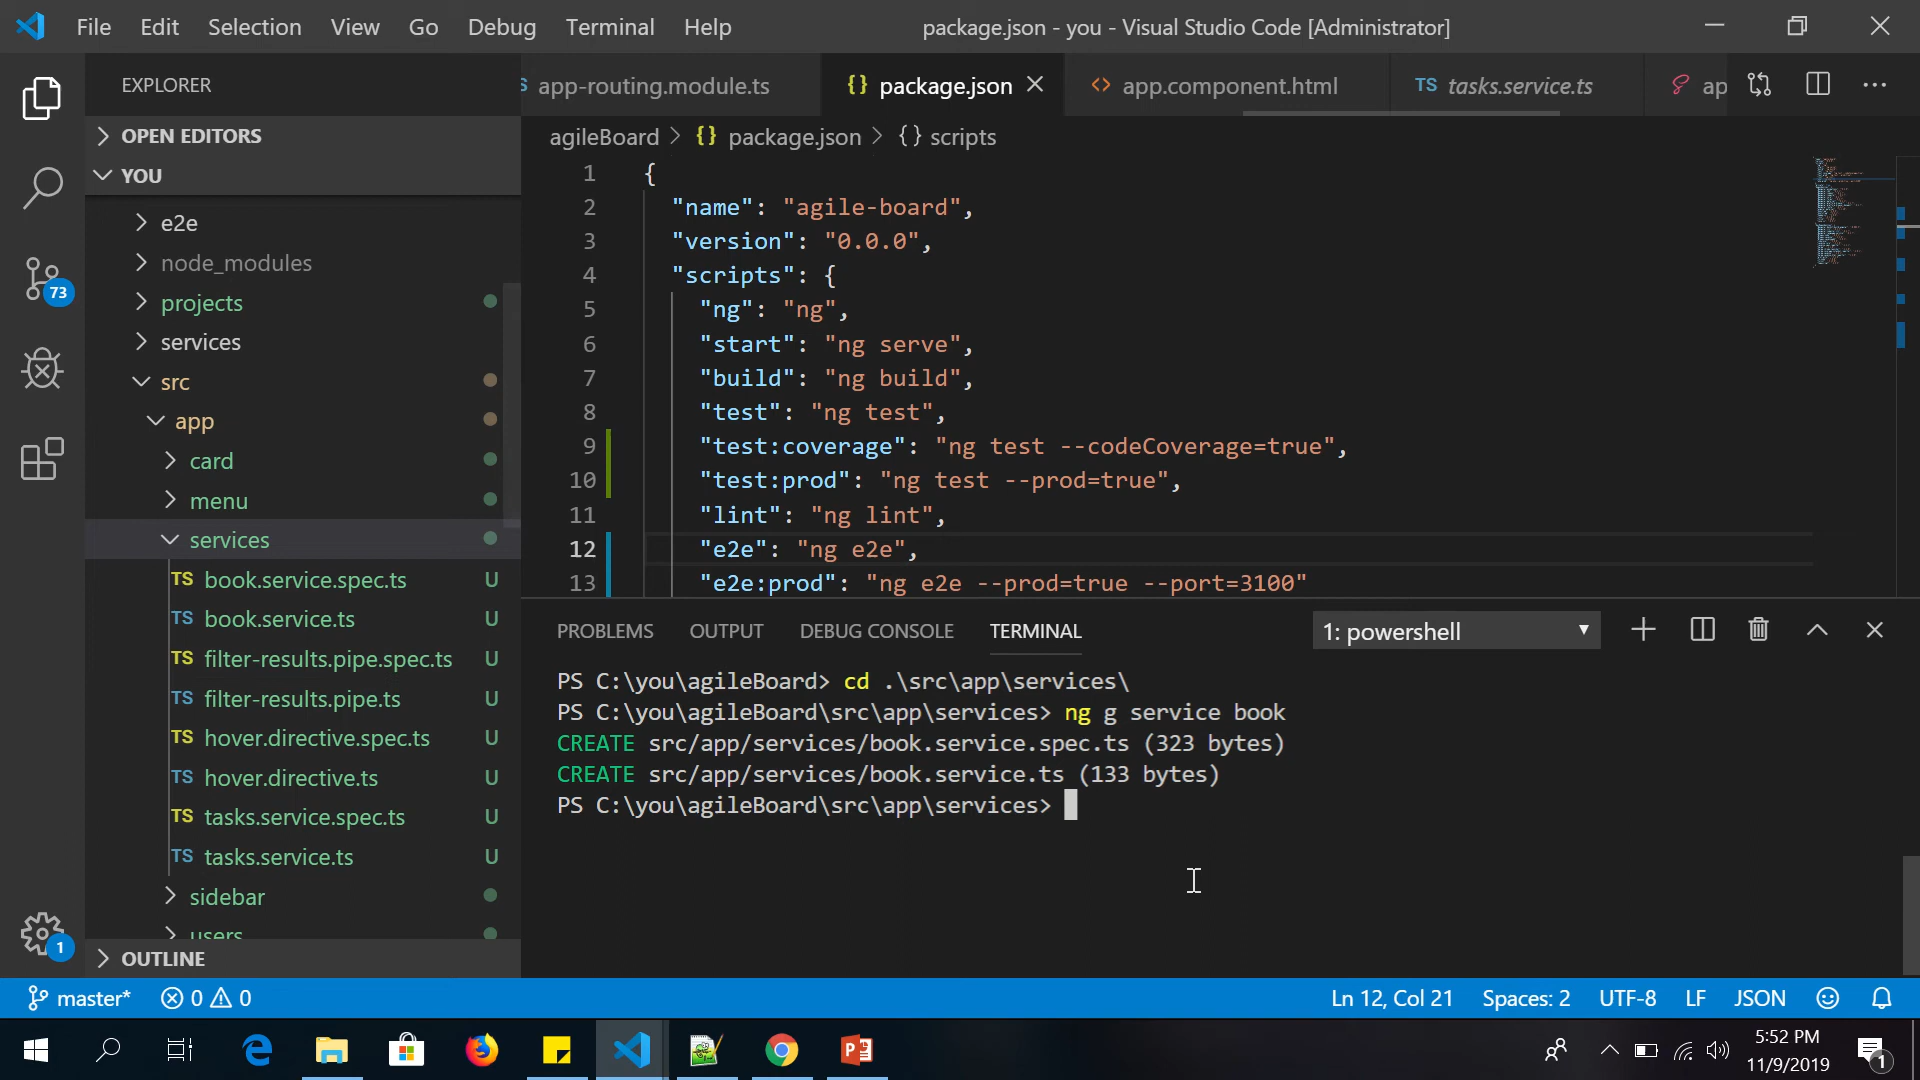 File Edit Selection View Go Debug Terminal Help package.json - you - Visual Studio Code [Administrator]
EXPLORER
OPEN EDITORS
YOU
e2e
node_modules
projects
services
src
app
card
menu
services
TS book.service.spec.ts U
TS book.service.ts U
TS filter-results.pipe.spec.ts U
TS filter-results.pipe.ts U
TS hover.directive.spec.ts U
TS hover.directive.ts U
TS tasks.service.spec.ts U
TS tasks.service.ts U
sidebar
users
OUTLINE
73
1
S app-routing.module.ts {} package.json <> app.component.html TS tasks.service.ts ap
agileBoard > {} package.json > {} scripts
1 {
2 "name": "agile-board",
3 "version": "0.0.0",
4 "scripts": {
5 "ng": "ng",
6 "start": "ng serve",
7 "build": "ng build",
8 "test": "ng test",
9 "test:coverage": "ng test --codeCoverage=true",
10 "test:prod": "ng test --prod=true",
11 "lint": "ng lint",
12 "e2e": "ng e2e",
13 "e2e:prod": "ng e2e --prod=true --port=3100"
PROBLEMS OUTPUT DEBUG CONSOLE TERMINAL 1: powershell
PS C:\you\agileBoard> cd .\src\app\services\
PS C:\you\agileBoard\src\app\services> ng g service book
CREATE src/app/services/book.service.spec.ts (323 bytes)
CREATE src/app/services/book.service.ts (133 bytes)
PS C:\you\agileBoard\src\app\services>
master* 0 0 Ln 12, Col 21 Spaces: 2 UTF-8 LF JSON
5:52 PM
11/9/2019
1